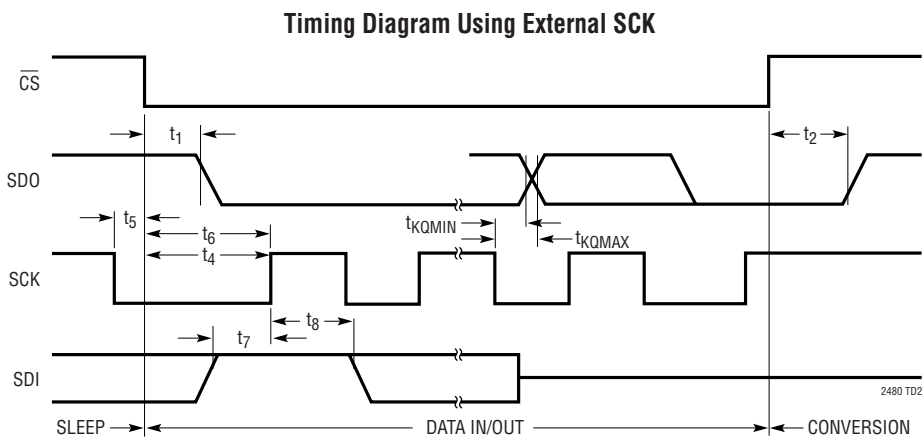 Timing Diagram Using External SCK
CS
t1
t2
SDO
t5
t6
tKQMIN
tKQMAX
t4
SCK
t8
t7
SDI
2480 TD2
SLEEP
DATA IN/OUT
CONVERSION